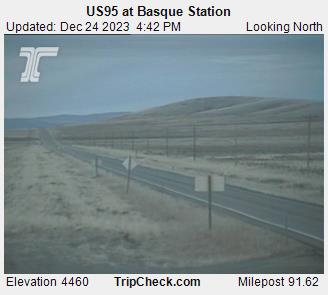 US95 at Basque Station
Updated: Dec 24 2023 4:42 PM Looking North
Elevation 4460 TripCheck.com Milepost 91.62